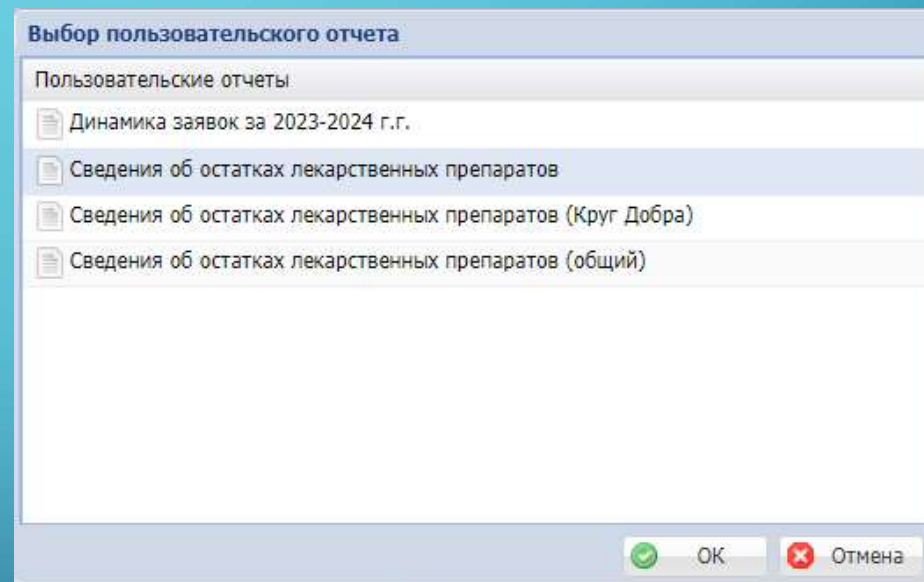 Выбор пользовательского отчета
Пользовательские отчеты
Динамика заявок за 2023-2024 г.г.
Сведения об остатках лекарственных препаратов
Сведения об остатках лекарственных препаратов (Круг Добра)
Сведения об остатках лекарственных препаратов (общий)
ОК Отмена